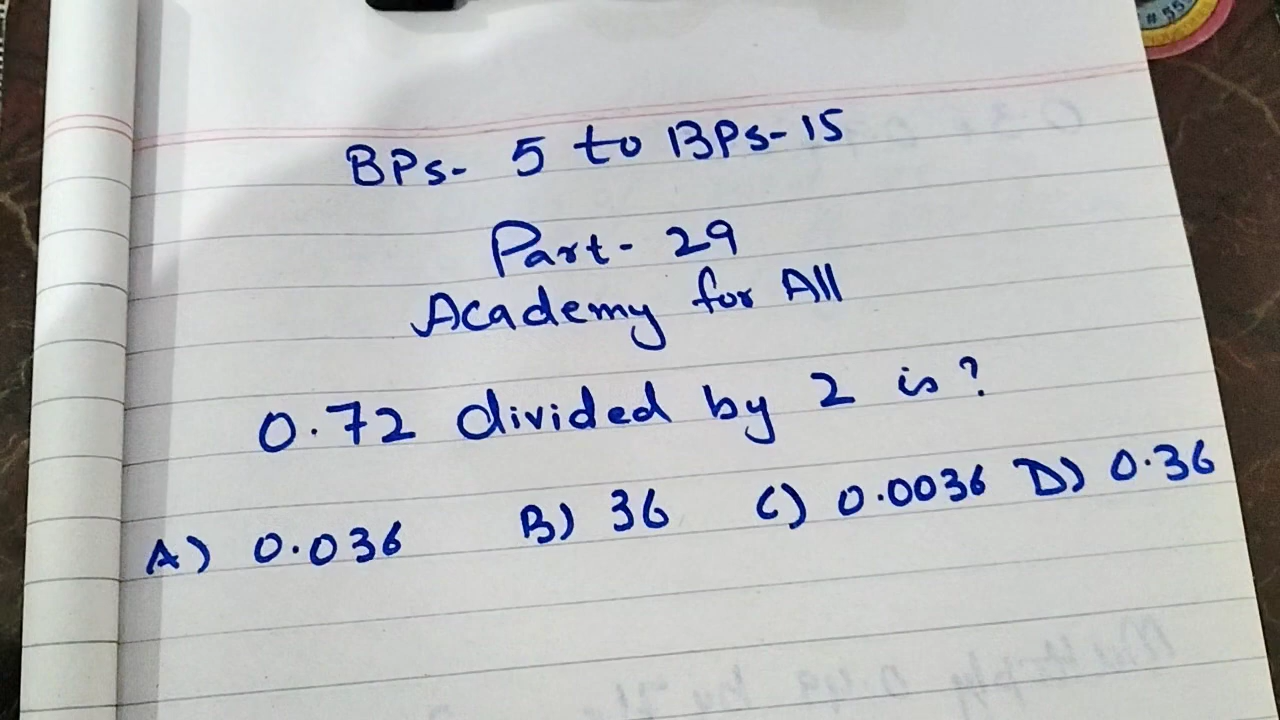 BPs- 5 to BPs-15
Part- 29
Academy for All
0.72 divided by 2 is?
A) 0.036 B) 36 C) 0.0036 D) 0.36
# 55